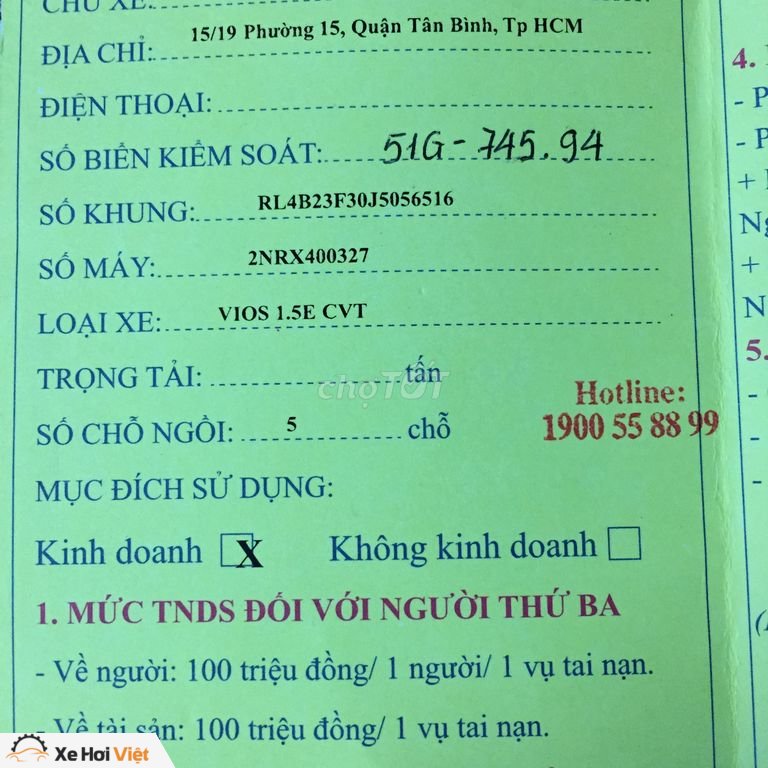 CHỦ XE:
15/19 Phường 15, Quận Tân Bình, Tp HCM
ĐỊA CHỈ:
ĐIỆN THOẠI:
SỐ BIỂN KIỂM SOÁT: 51G-745.94
SỐ KHUNG: RL4B23F30J5056516
SỐ MÁY: 2NRX400327
LOẠI XE: VIOS 1.5E CVT
TRỌNG TẢI: tấn
chợTỐT
Hotline:
SỐ CHỖ NGỒI: 5 chỗ
1900 55 88 99
MỤC ĐÍCH SỬ DỤNG:
Kinh doanh X Không kinh doanh
1. MỨC TNDS ĐỐI VỚI NGƯỜI THỨ BA
- Về người: 100 triệu đồng/ 1 người/ 1 vụ tai nạn.
- Về tài sản: 100 triệu đồng/ 1 vụ tai nạn.
Xe Hơi Việt
4.
- P
- P
+
+
N
5.
-
-
-